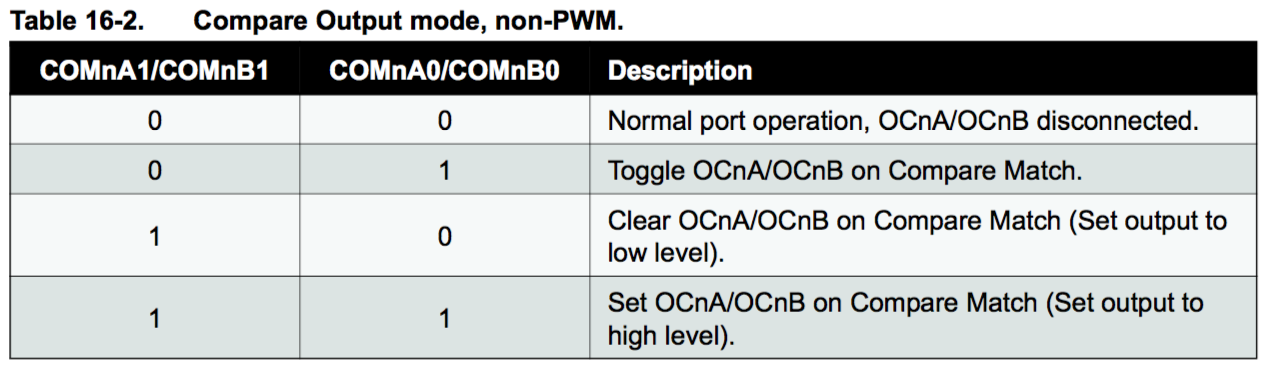 Table 16-2. Compare Output mode, non-PWM.
COMnA1/COMnB1 COMnA0/COMnB0 Description
0 0 Normal port operation, OCnA/OCnB disconnected.
0 1 Toggle OCnA/OCnB on Compare Match.
1 0 Clear OCnA/OCnB on Compare Match (Set output to
low level).
1 1 Set OCnA/OCnB on Compare Match (Set output to
high level).